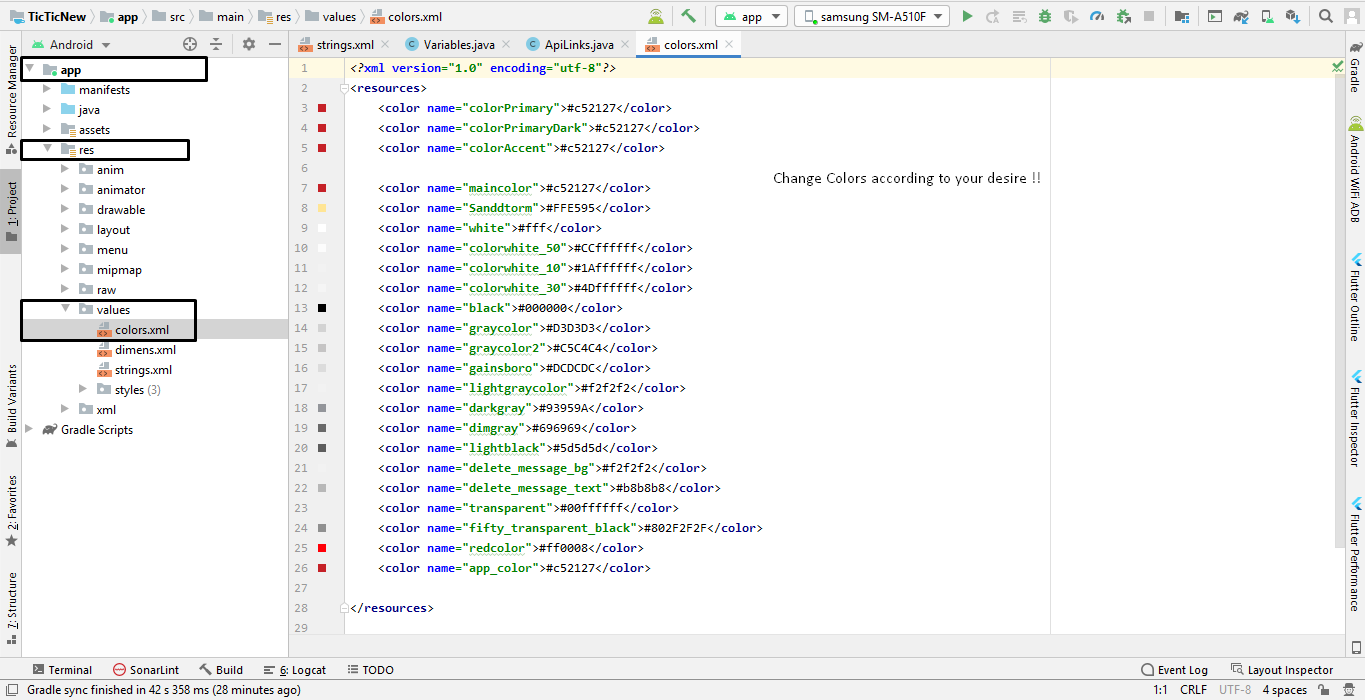 TicTicNew app src main res values colors.xml app samsung SM-A510F
Android strings.xml Variables.java ApiLinks.java colors.xml
Resource Manager
1: Project
Build Variants
2: Favorites
7: Structure
app
manifests
java
assets
res
anim
animator
drawable
layout
menu
mipmap
raw
values
colors.xml
dimens.xml
strings.xml
styles (3)
xml
Gradle Scripts
1 <?xml version="1.0" encoding="utf-8"?>
2 <resources>
3 <color name="colorPrimary">#c52127</color>
4 <color name="colorPrimaryDark">#c52127</color>
5 <color name="colorAccent">#c52127</color>
6
7 <color name="maincolor">#c52127</color>
8 <color name="Sanddtorm">#FFE595</color>
9 <color name="white">#fff</color>
10 <color name="colorwhite_50">#CCffffff</color>
11 <color name="colorwhite_10">#1Affffff</color>
12 <color name="colorwhite_30">#4Dffffff</color>
13 <color name="black">#000000</color>
14 <color name="graycolor">#D3D3D3</color>
15 <color name="graycolor2">#C5C4C4</color>
16 <color name="gainsboro">#DCDCDC</color>
17 <color name="lightgraycolor">#f2f2f2</color>
18 <color name="darkgray">#93959A</color>
19 <color name="dimgray">#696969</color>
20 <color name="lightblack">#5d5d5d</color>
21 <color name="delete_message_bg">#f2f2f2</color>
22 <color name="delete_message_text">#b8b8b8</color>
23 <color name="transparent">#00ffffff</color>
24 <color name="fifty_transparent_black">#802F2F2F</color>
25 <color name="redcolor">#ff0008</color>
26 <color name="app_color">#c52127</color>
27
28 </resources>
29
Change Colors according to your desire !!
Gradle
Android WiFi ADB
Flutter Outline
Flutter Inspector
Flutter Performance
Terminal SonarLint Build 6: Logcat TODO Event Log Layout Inspector
Gradle sync finished in 42 s 358 ms (28 minutes ago) 1:1 CRLF UTF-8 4 spaces